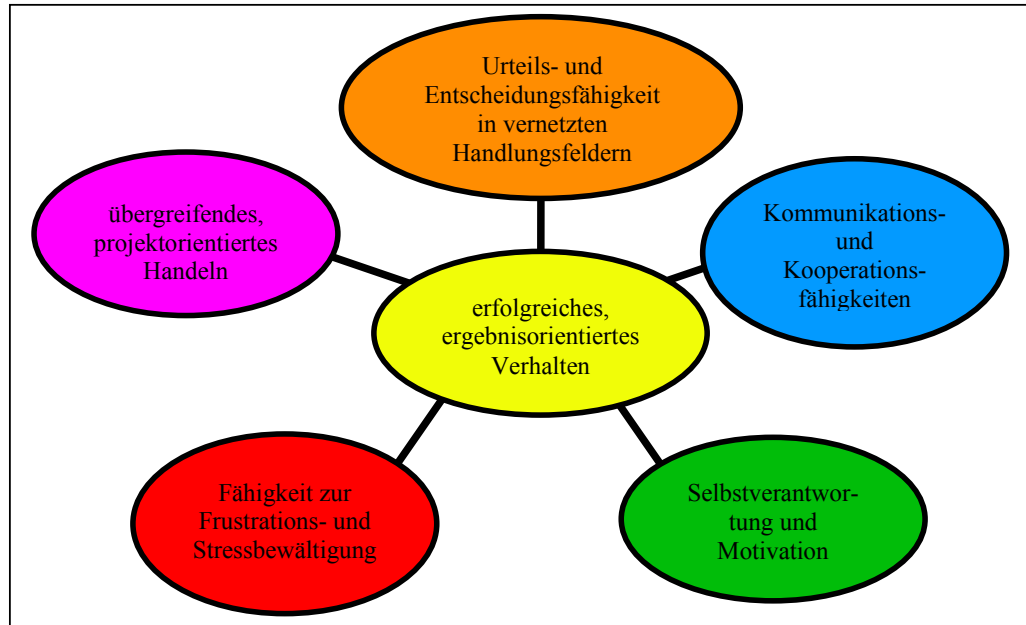 Urteils- und
Entscheidungsfähigkeit
in vernetzten
Handlungsfeldern
übergreifendes,
projektorientiertes
Handeln
Kommunikations-
und
Kooperations-
fähigkeiten
erfolgreiches,
ergebnisorientiertes
Verhalten
Fähigkeit zur
Frustrations- und
Stressbewältigung
Selbstverantwor-
tung und
Motivation